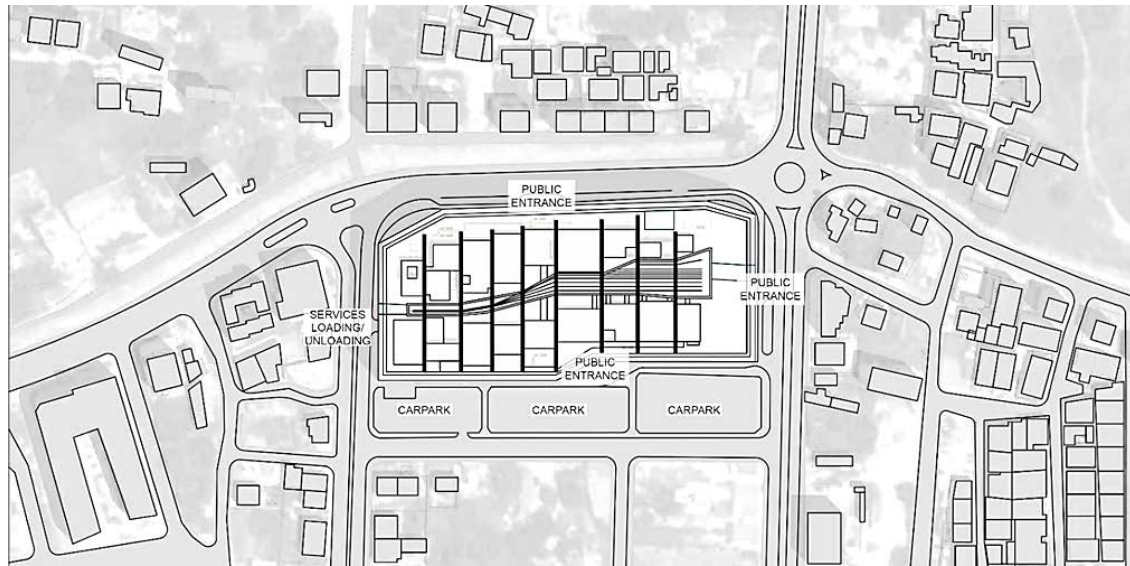 PUBLIC
ENTRANCE
PUBLIC
ENTRANCE
SERVICES
LOADING/
UNLOADING
PUBLIC
ENTRANCE
CARPARK
CARPARK
CARPARK